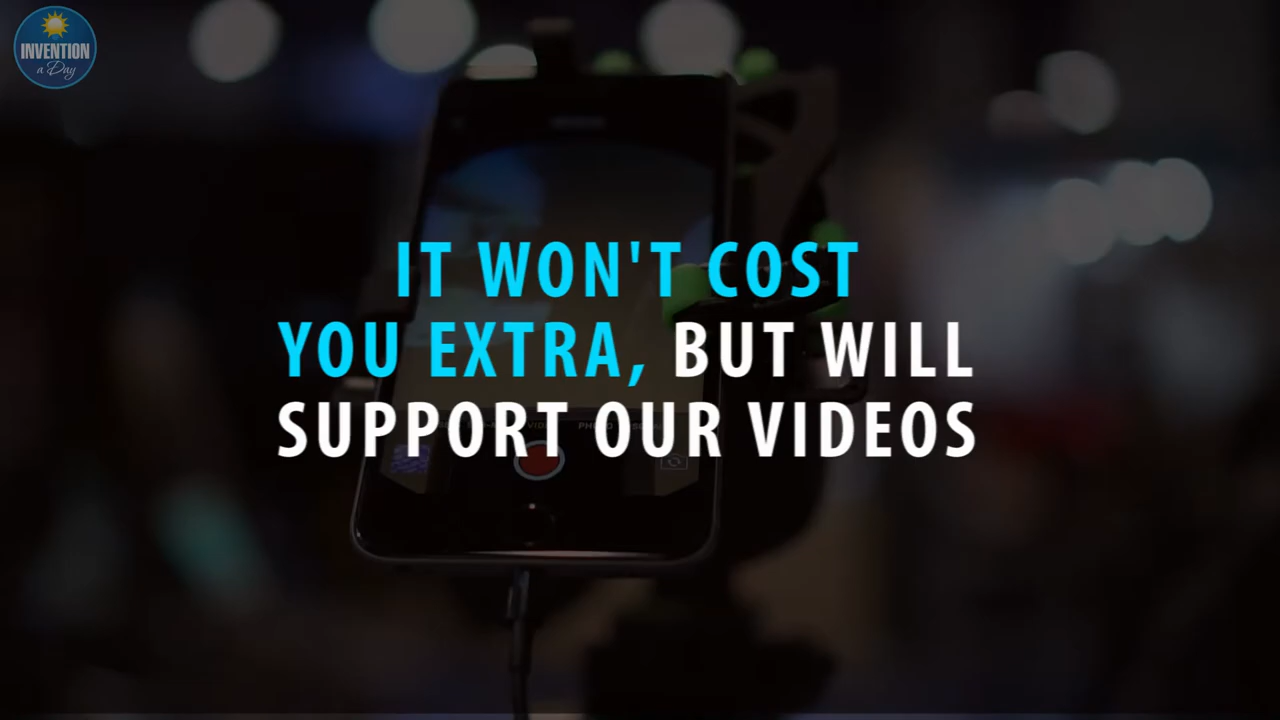 INVENTION
a Day
IT WON'T COST
YOU EXTRA, BUT WILL
SUPPORT OUR VIDEOS